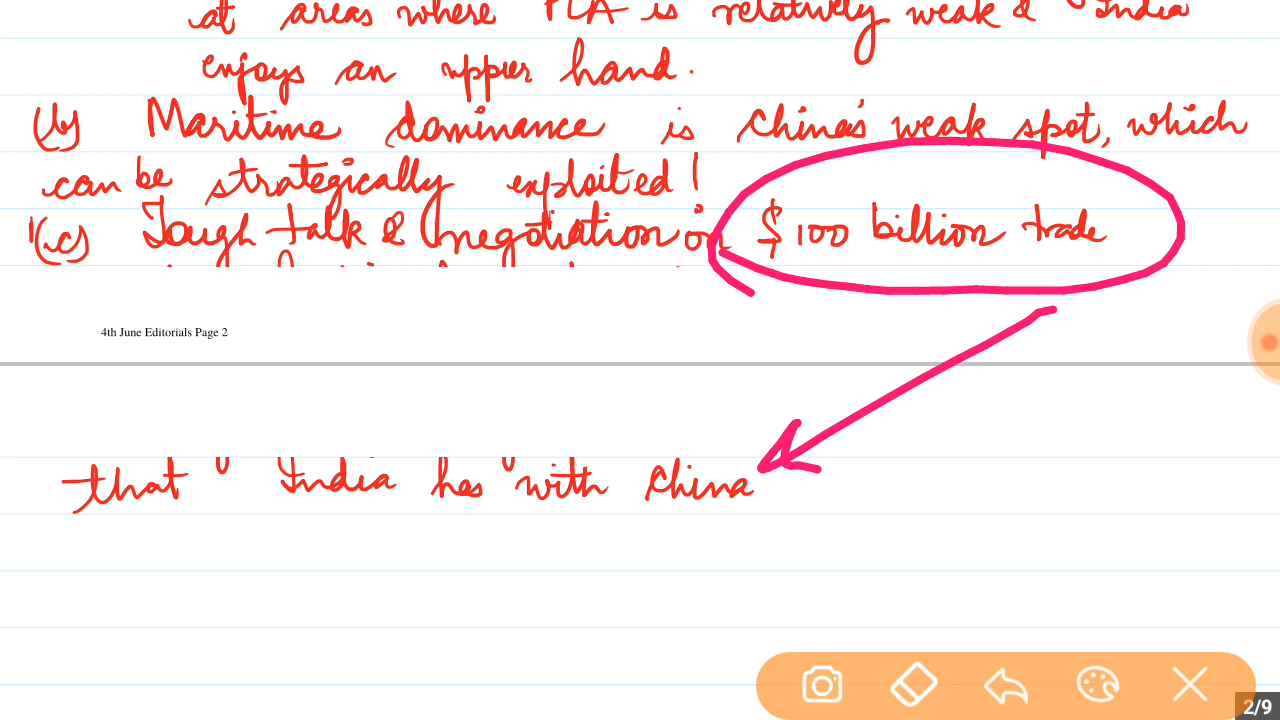 at areas where PLA is relatively weak & India
enjoys an upper hand.
(b) Maritime dominance is China's weak spot, which
can be strategically exploited!
(c) Tough talk & negotiation on $100 billion trade
4th June Editorials Page 2
that India has with China
2/9